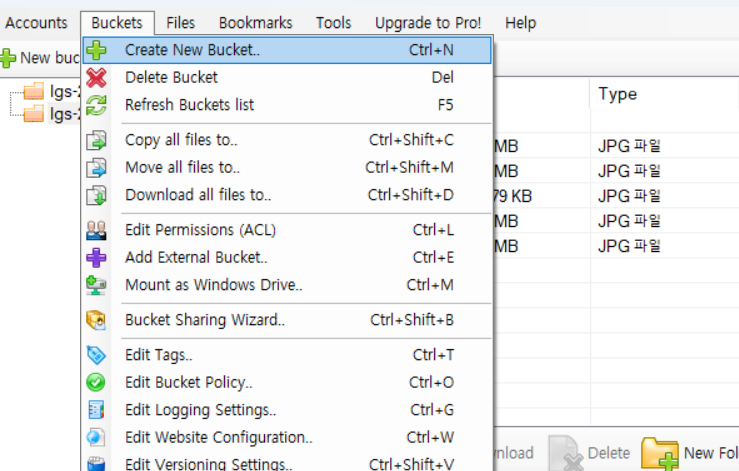 Accounts Buckets Files Bookmarks Tools Upgrade to Pro! Help
New buc
Create New Bucket.. Ctrl+N
Delete Bucket Del
Refresh Buckets list F5
Copy all files to.. Ctrl+Shift+C
Move all files to.. Ctrl+Shift+M
Download all files to.. Ctrl+Shift+D
Edit Permissions (ACL) Ctrl+L
Add External Bucket.. Ctrl+E
Mount as Windows Drive.. Ctrl+M
Bucket Sharing Wizard.. Ctrl+Shift+B
Edit Tags.. Ctrl+T
Edit Bucket Policy.. Ctrl+O
Edit Logging Settings.. Ctrl+G
Edit Website Configuration.. Ctrl+W
Edit Versioning Settings.. Ctrl+Shift+V
lgs-2
lgs-2
Type
MB JPG 파일
MB JPG 파일
79 KB JPG 파일
MB JPG 파일
MB JPG 파일
nload Delete New Fol